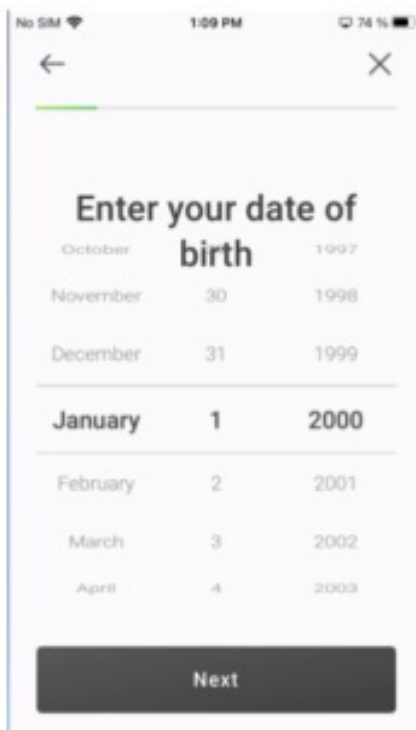 No SIM 1:09 PM 74 %
Enter your date of
birth
October 1997
November 30 1998
December 31 1999
January 1 2000
February 2 2001
March 3 2002
April 4 2003
Next